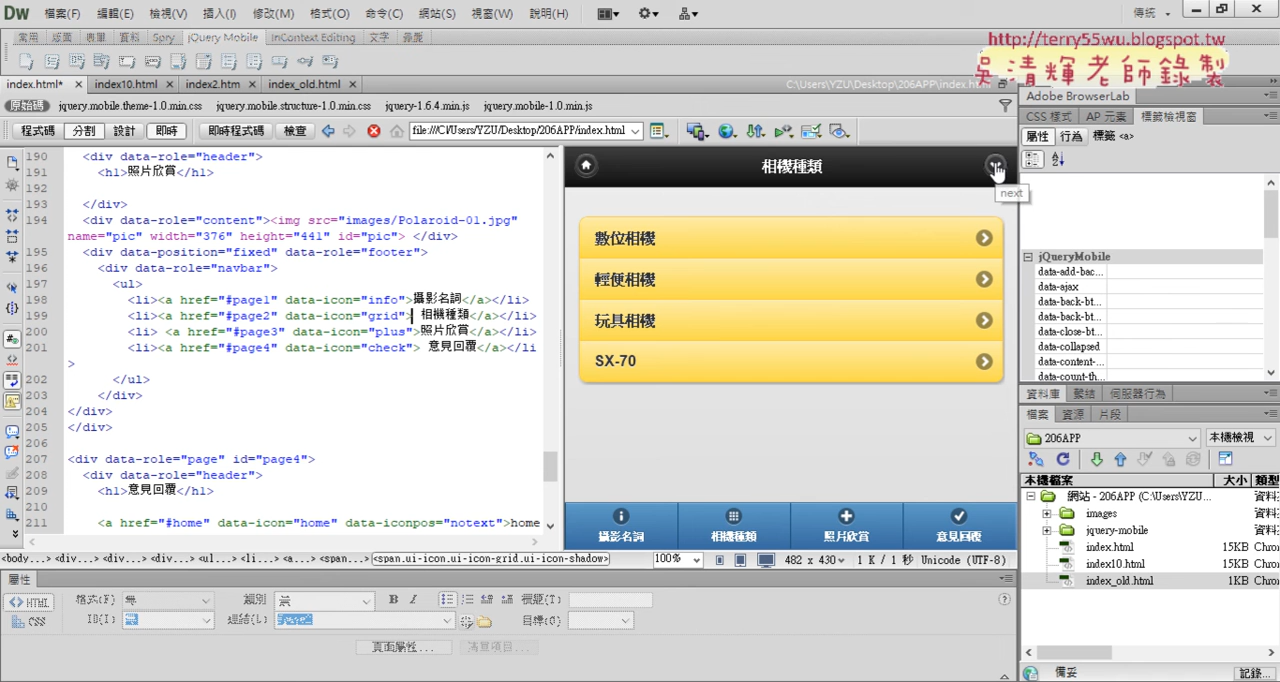 Dw 檔案(F) 編輯(E) 檢視(V) 插入(I) 修改(M) 格式(O) 命令(C) 網站(S) 視窗(W) 說明(H) 傳統
http://terry55wu.blogspot.tw
吳清輝老師錄製
常用 版面 表單 資料 Spry jQuery Mobile InContext Editing 文字
index.html* index10.html index2.htm index_old.html C:\Users\YZU\Desktop\206APP\index.html
原始碼 jquery.mobile.theme-1.0.min.css jquery.mobile.structure-1.0.min.css jquery-1.6.4.min.js jquery.mobile-1.0.min.js
程式碼 分割 設計 即時 即時程式碼 檢查 file:///C|/Users/YZU/Desktop/206APP/index.html
190 <div data-role="header">
191 <h1>照片欣賞</h1>
192
193 </div>
194 <div data-role="content"><img src="images/Polaroid-01.jpg"
name="pic" width="376" height="441" id="pic"> </div>
195 <div data-position="fixed" data-role="footer">
196 <div data-role="navbar">
197 <ul>
198 <li><a href="#page1" data-icon="info">攝影名詞</a></li>
199 <li><a href="#page2" data-icon="grid"> 相機種類</a></li>
200 <li> <a href="#page3" data-icon="plus">照片欣賞</a></li>
201 <li><a href="#page4" data-icon="check"> 意見回覆</a></li
>
202 </ul>
203 </div>
204 </div>
205 </div>
206
207 <div data-role="page" id="page4">
208 <div data-role="header">
209 <h1>意見回覆</h1>
210
211 <a href="#home" data-icon="home" data-iconpos="notext">home
相機種類
next
數位相機
輕便相機
玩具相機
SX-70
攝影名詞 相機種類 照片欣賞 意見回覆
<body...> <div...> <div...> <div...> <ul...> <li...> <a...> <span...> <span.ui-icon.ui-icon-grid.ui-icon-shadow> 100% 482 x 430 1 K / 1 秒 Unicode (UTF-8)
屬性
<> HTML 格式(F) 無 類別 無 B I 標題(T)
CSS ID(I) 無 連結(L) #page2 目標(G)
頁面屬性... 清單項目...
Adobe BrowserLab
CSS 樣式 AP 元素 標籤檢視窗
屬性 行為 標籤 <a>
jQueryMobile
data-add-bac...
data-ajax
data-back-bt...
data-back-bt...
data-close-bt...
data-collapsed
data-content-...
data-count-th...
資料庫 繫結 伺服器行為
檔案 資源 片段
206APP 本機檢視
本機檔案 大小 類型
網站 - 206APP (C:\Users\YZU... 資料
images 資料
jquery-mobile 資料
index.html 15KB Chro
index10.html 15KB Chro
index_old.html 1KB Chro
備妥 記錄...